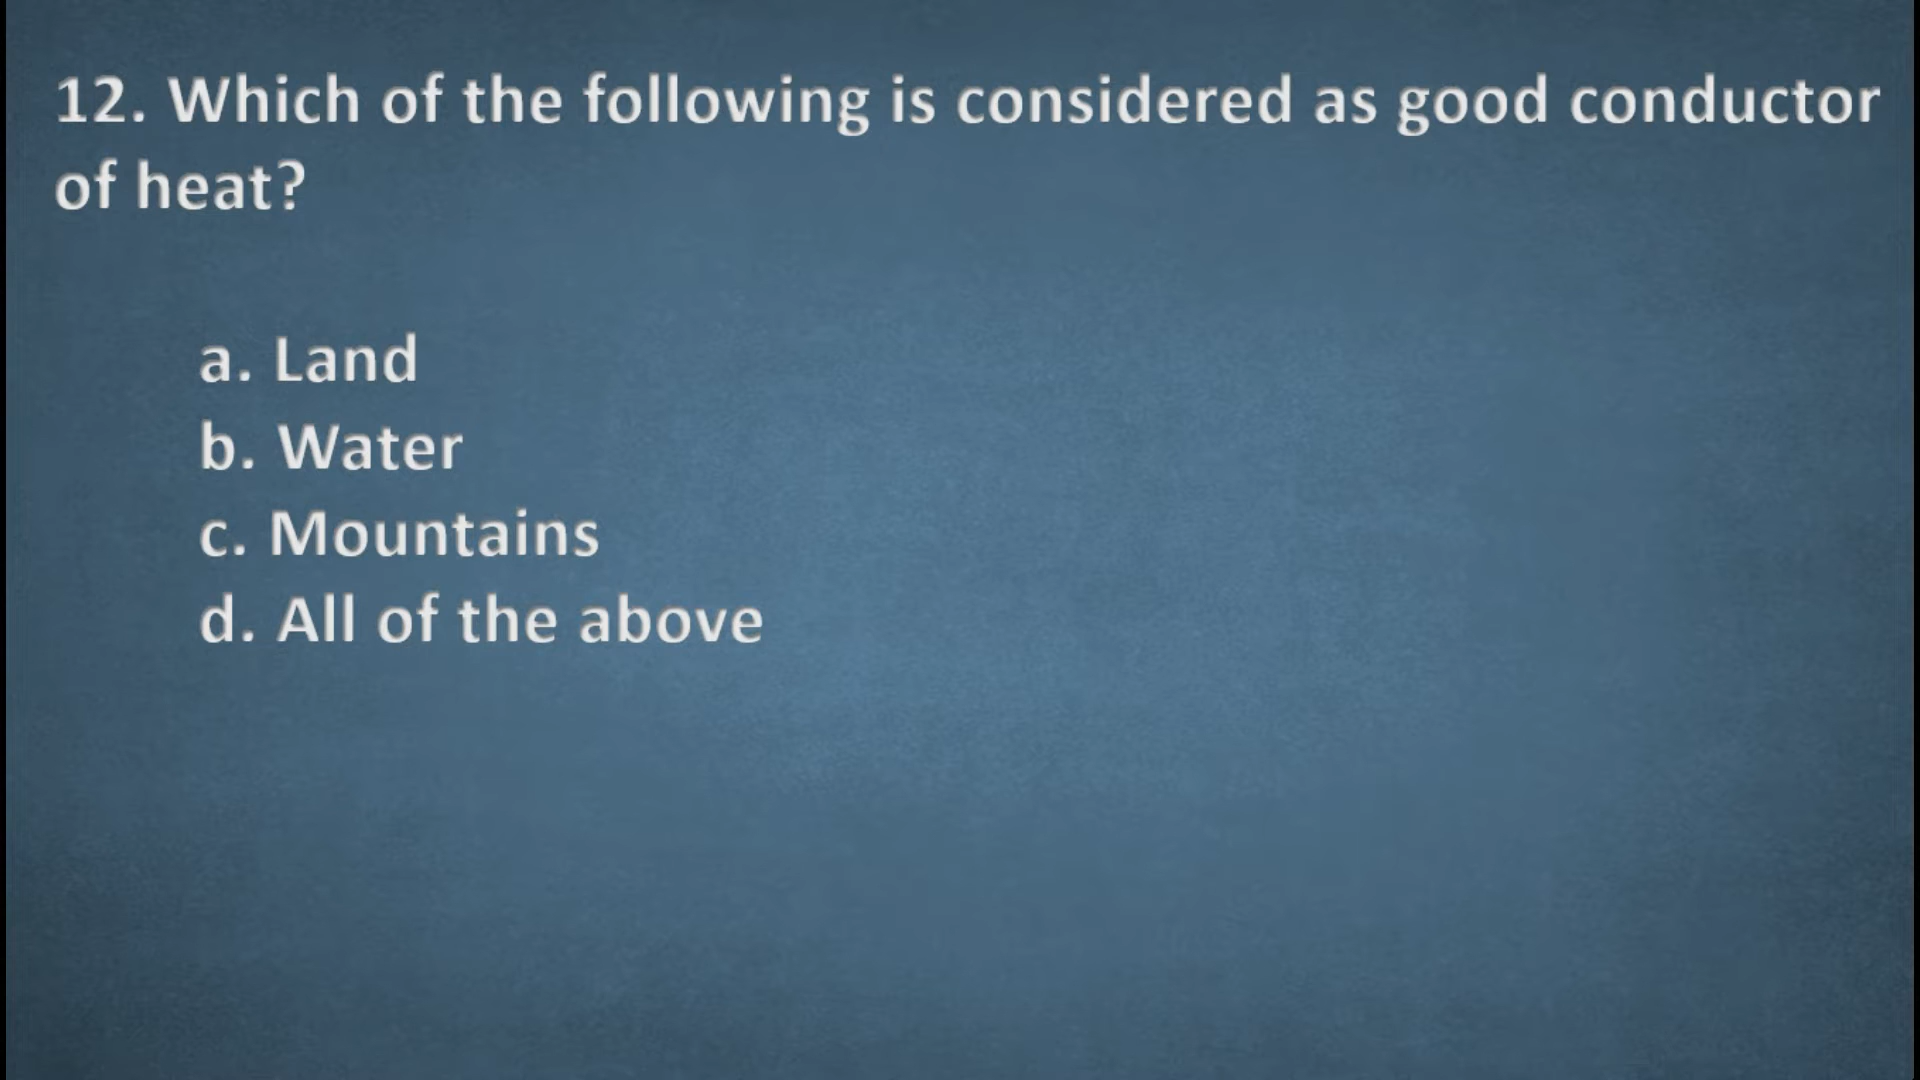 12. Which of the following is considered as good conductor
of heat?
a. Land
b. Water
c. Mountains
d. All of the above